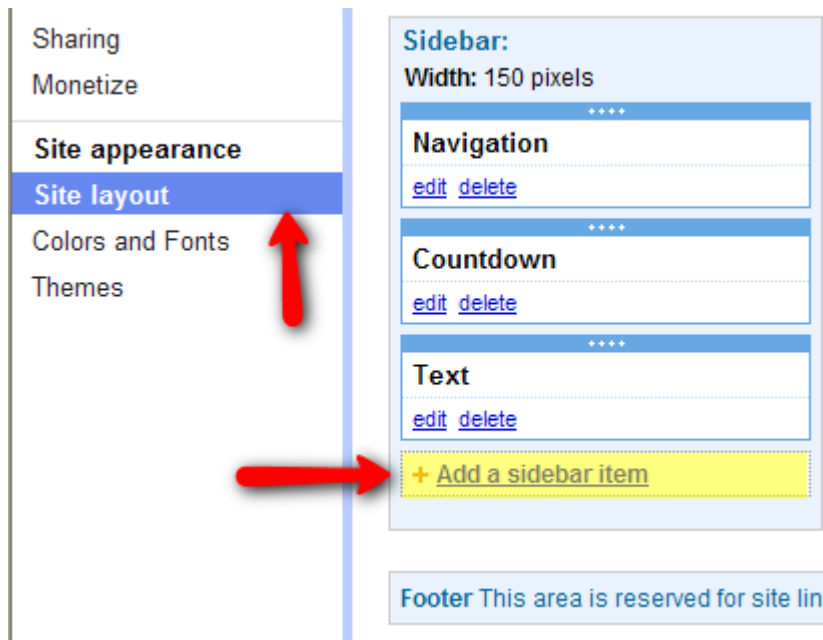 Sharing
Monetize
Site appearance
Site layout
Colors and Fonts
Themes
Sidebar:
Width: 150 pixels
Navigation
edit delete
Countdown
edit delete
Text
edit delete
+ Add a sidebar item
Footer This area is reserved for site lin